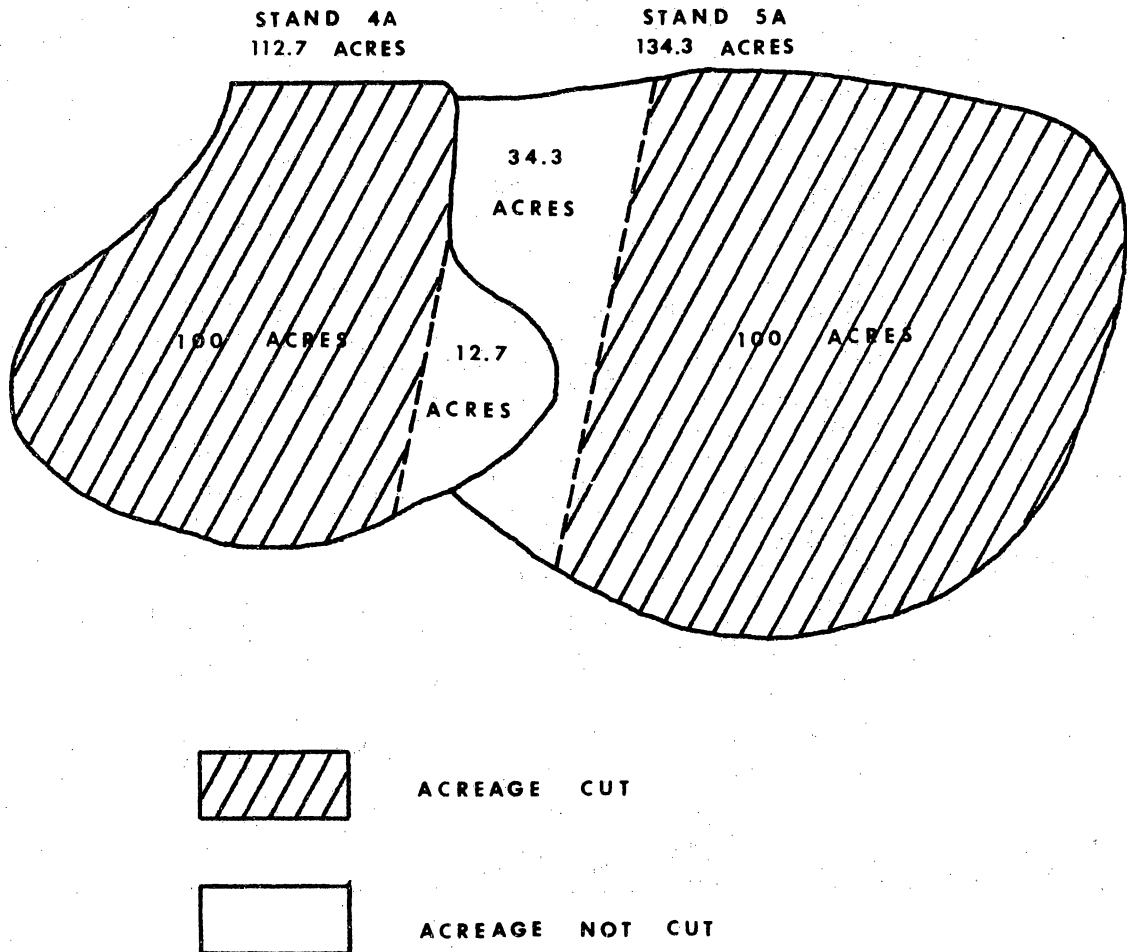 STAND 4A
112.7 ACRES
STAND 5A
134.3 ACRES
34.3
ACRES
100 ACRES
12.7
ACRES
100 ACRES
ACREAGE CUT
ACREAGE NOT CUT